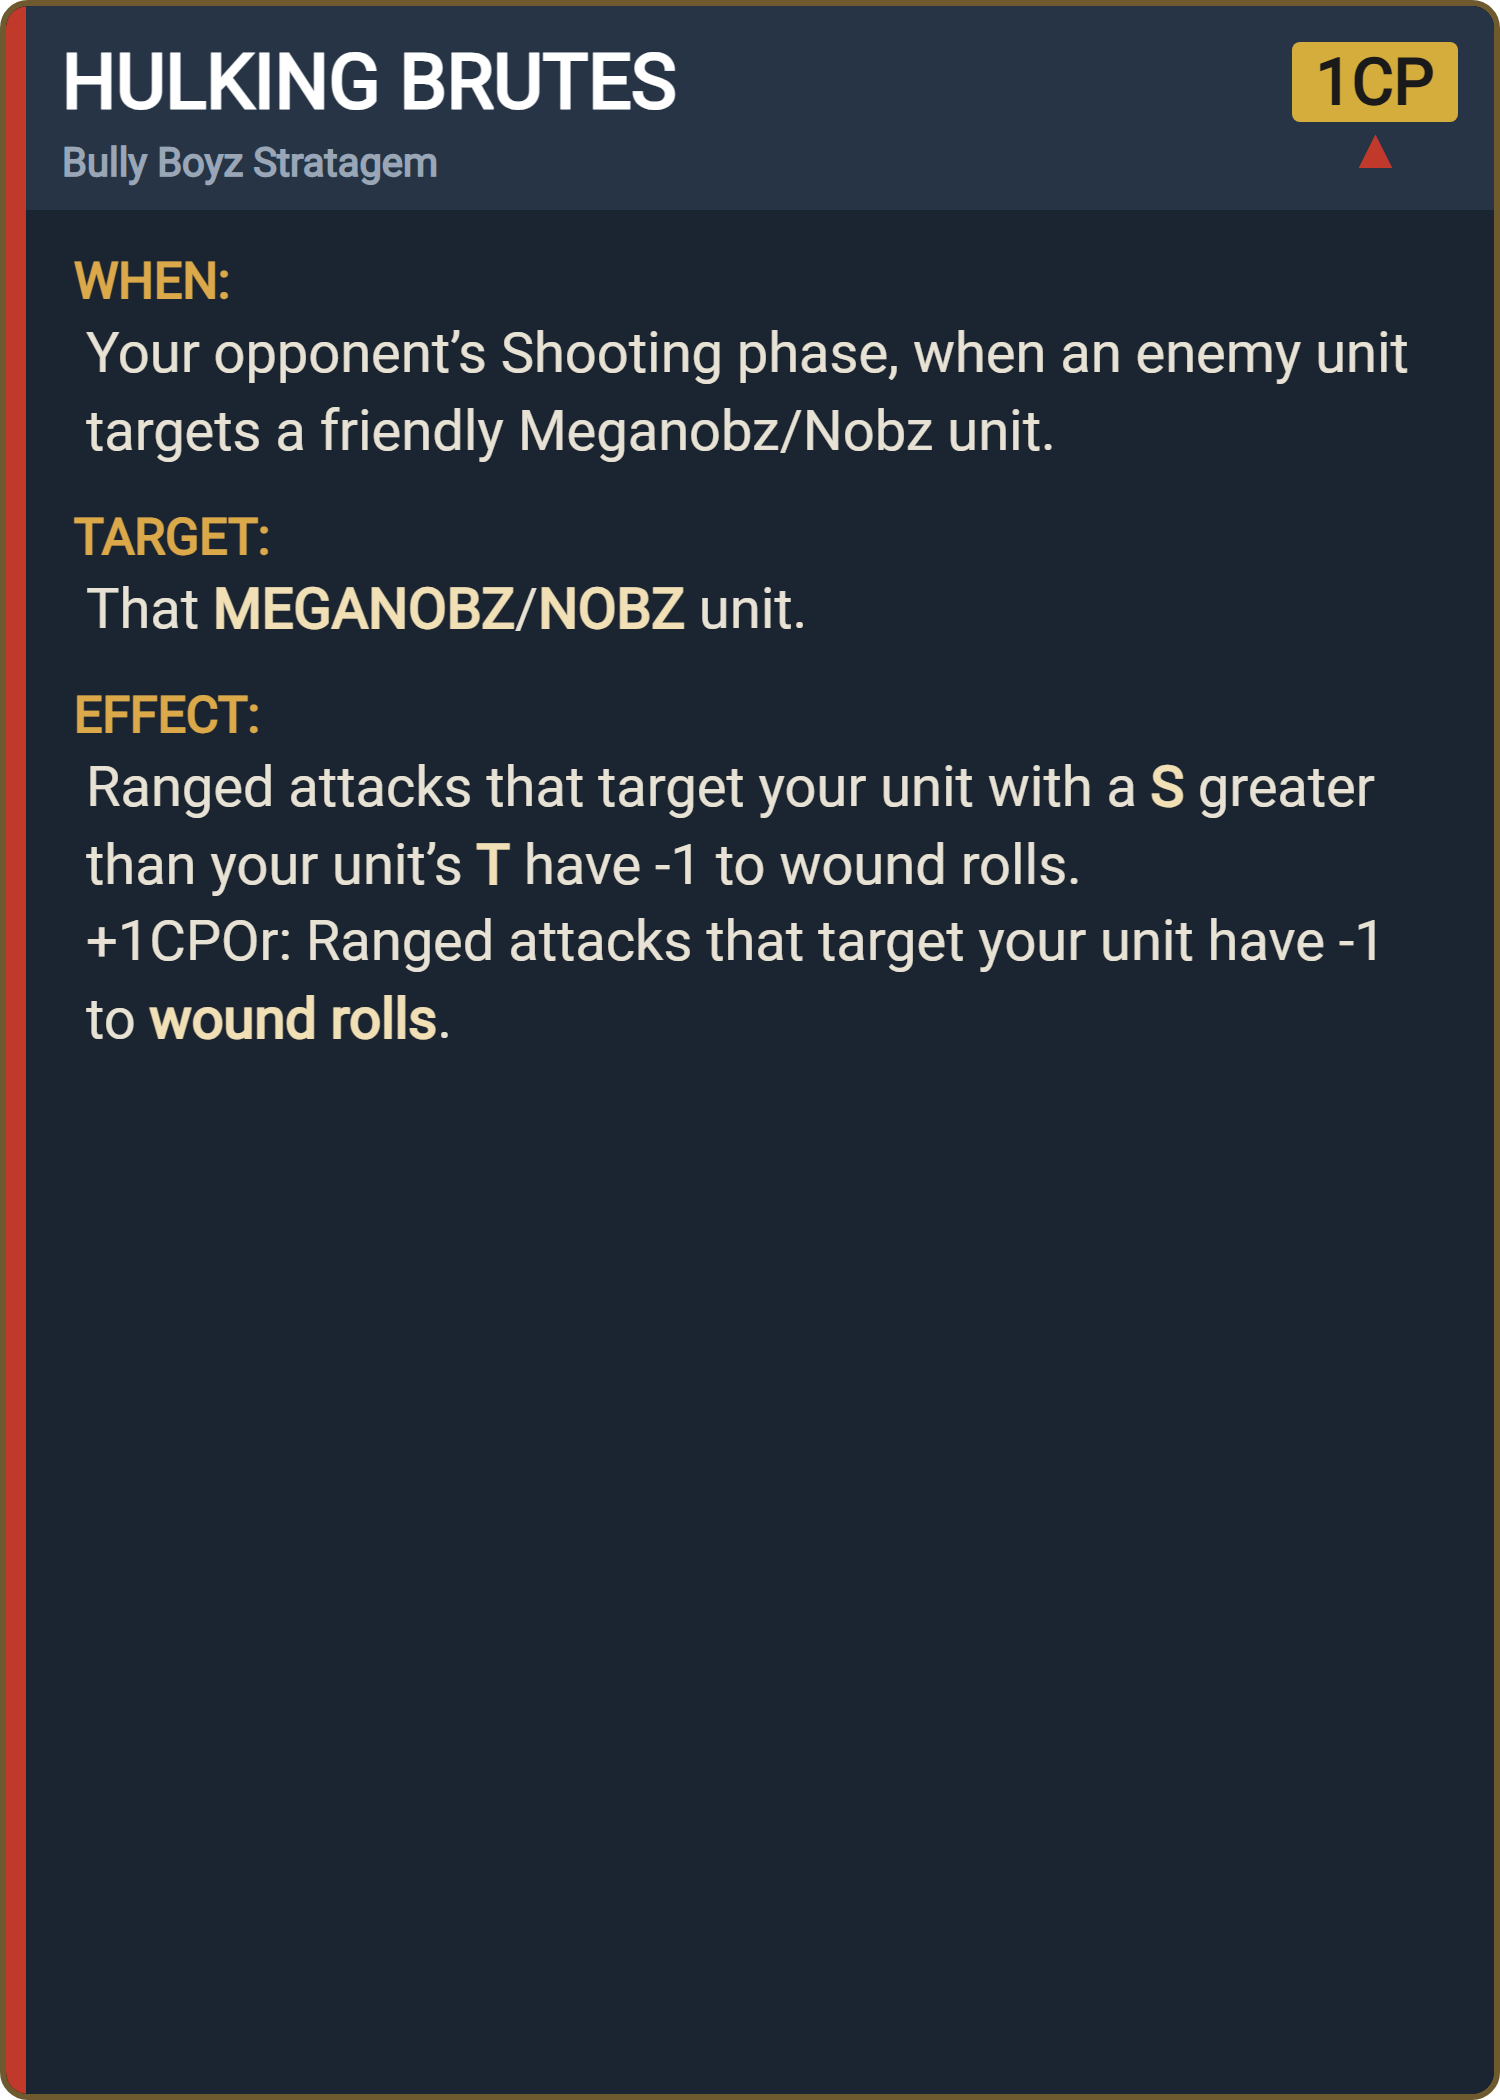 HULKING BRUTES
1CP
Bully Boyz Stratagem
WHEN:
Your opponent’s Shooting phase, when an enemy unit
targets a friendly Meganobz/Nobz unit.
TARGET:
That MEGANOBZ/NOBZ unit.
EFFECT:
Ranged attacks that target your unit with a S greater
than your unit’s T have -1 to wound rolls.
+1CPOr: Ranged attacks that target your unit have -1
to wound rolls.